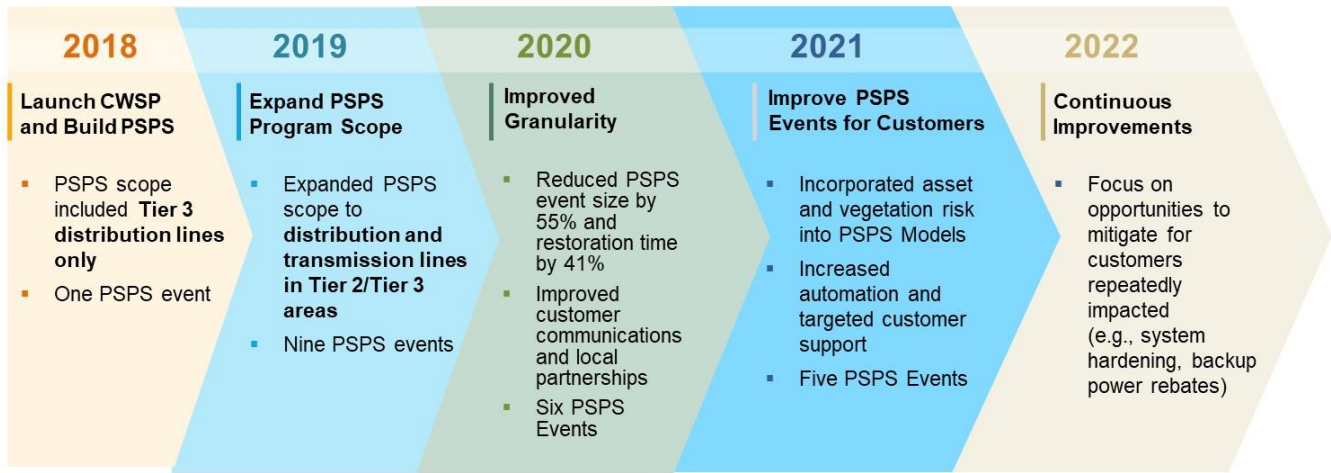 2018
Launch CWSP
and Build PSPS
▪ PSPS scope
included Tier 3
distribution lines
only
▪ One PSPS event
2019
Expand PSPS
Program Scope
▪ Expanded PSPS
scope to
distribution and
transmission lines
in Tier 2/Tier 3
areas
▪ Nine PSPS events
2020
Improved
Granularity
▪ Reduced PSPS
event size by
55% and
restoration time
by 41%
▪ Improved
customer
communications
and local
partnerships
▪ Six PSPS
Events
2021
Improve PSPS
Events for Customers
▪ Incorporated asset
and vegetation risk
into PSPS Models
▪ Increased
automation and
targeted customer
support
▪ Five PSPS Events
2022
Continuous
Improvements
▪ Focus on
opportunities to
mitigate for
customers
repeatedly
impacted
(e.g., system
hardening, backup
power rebates)